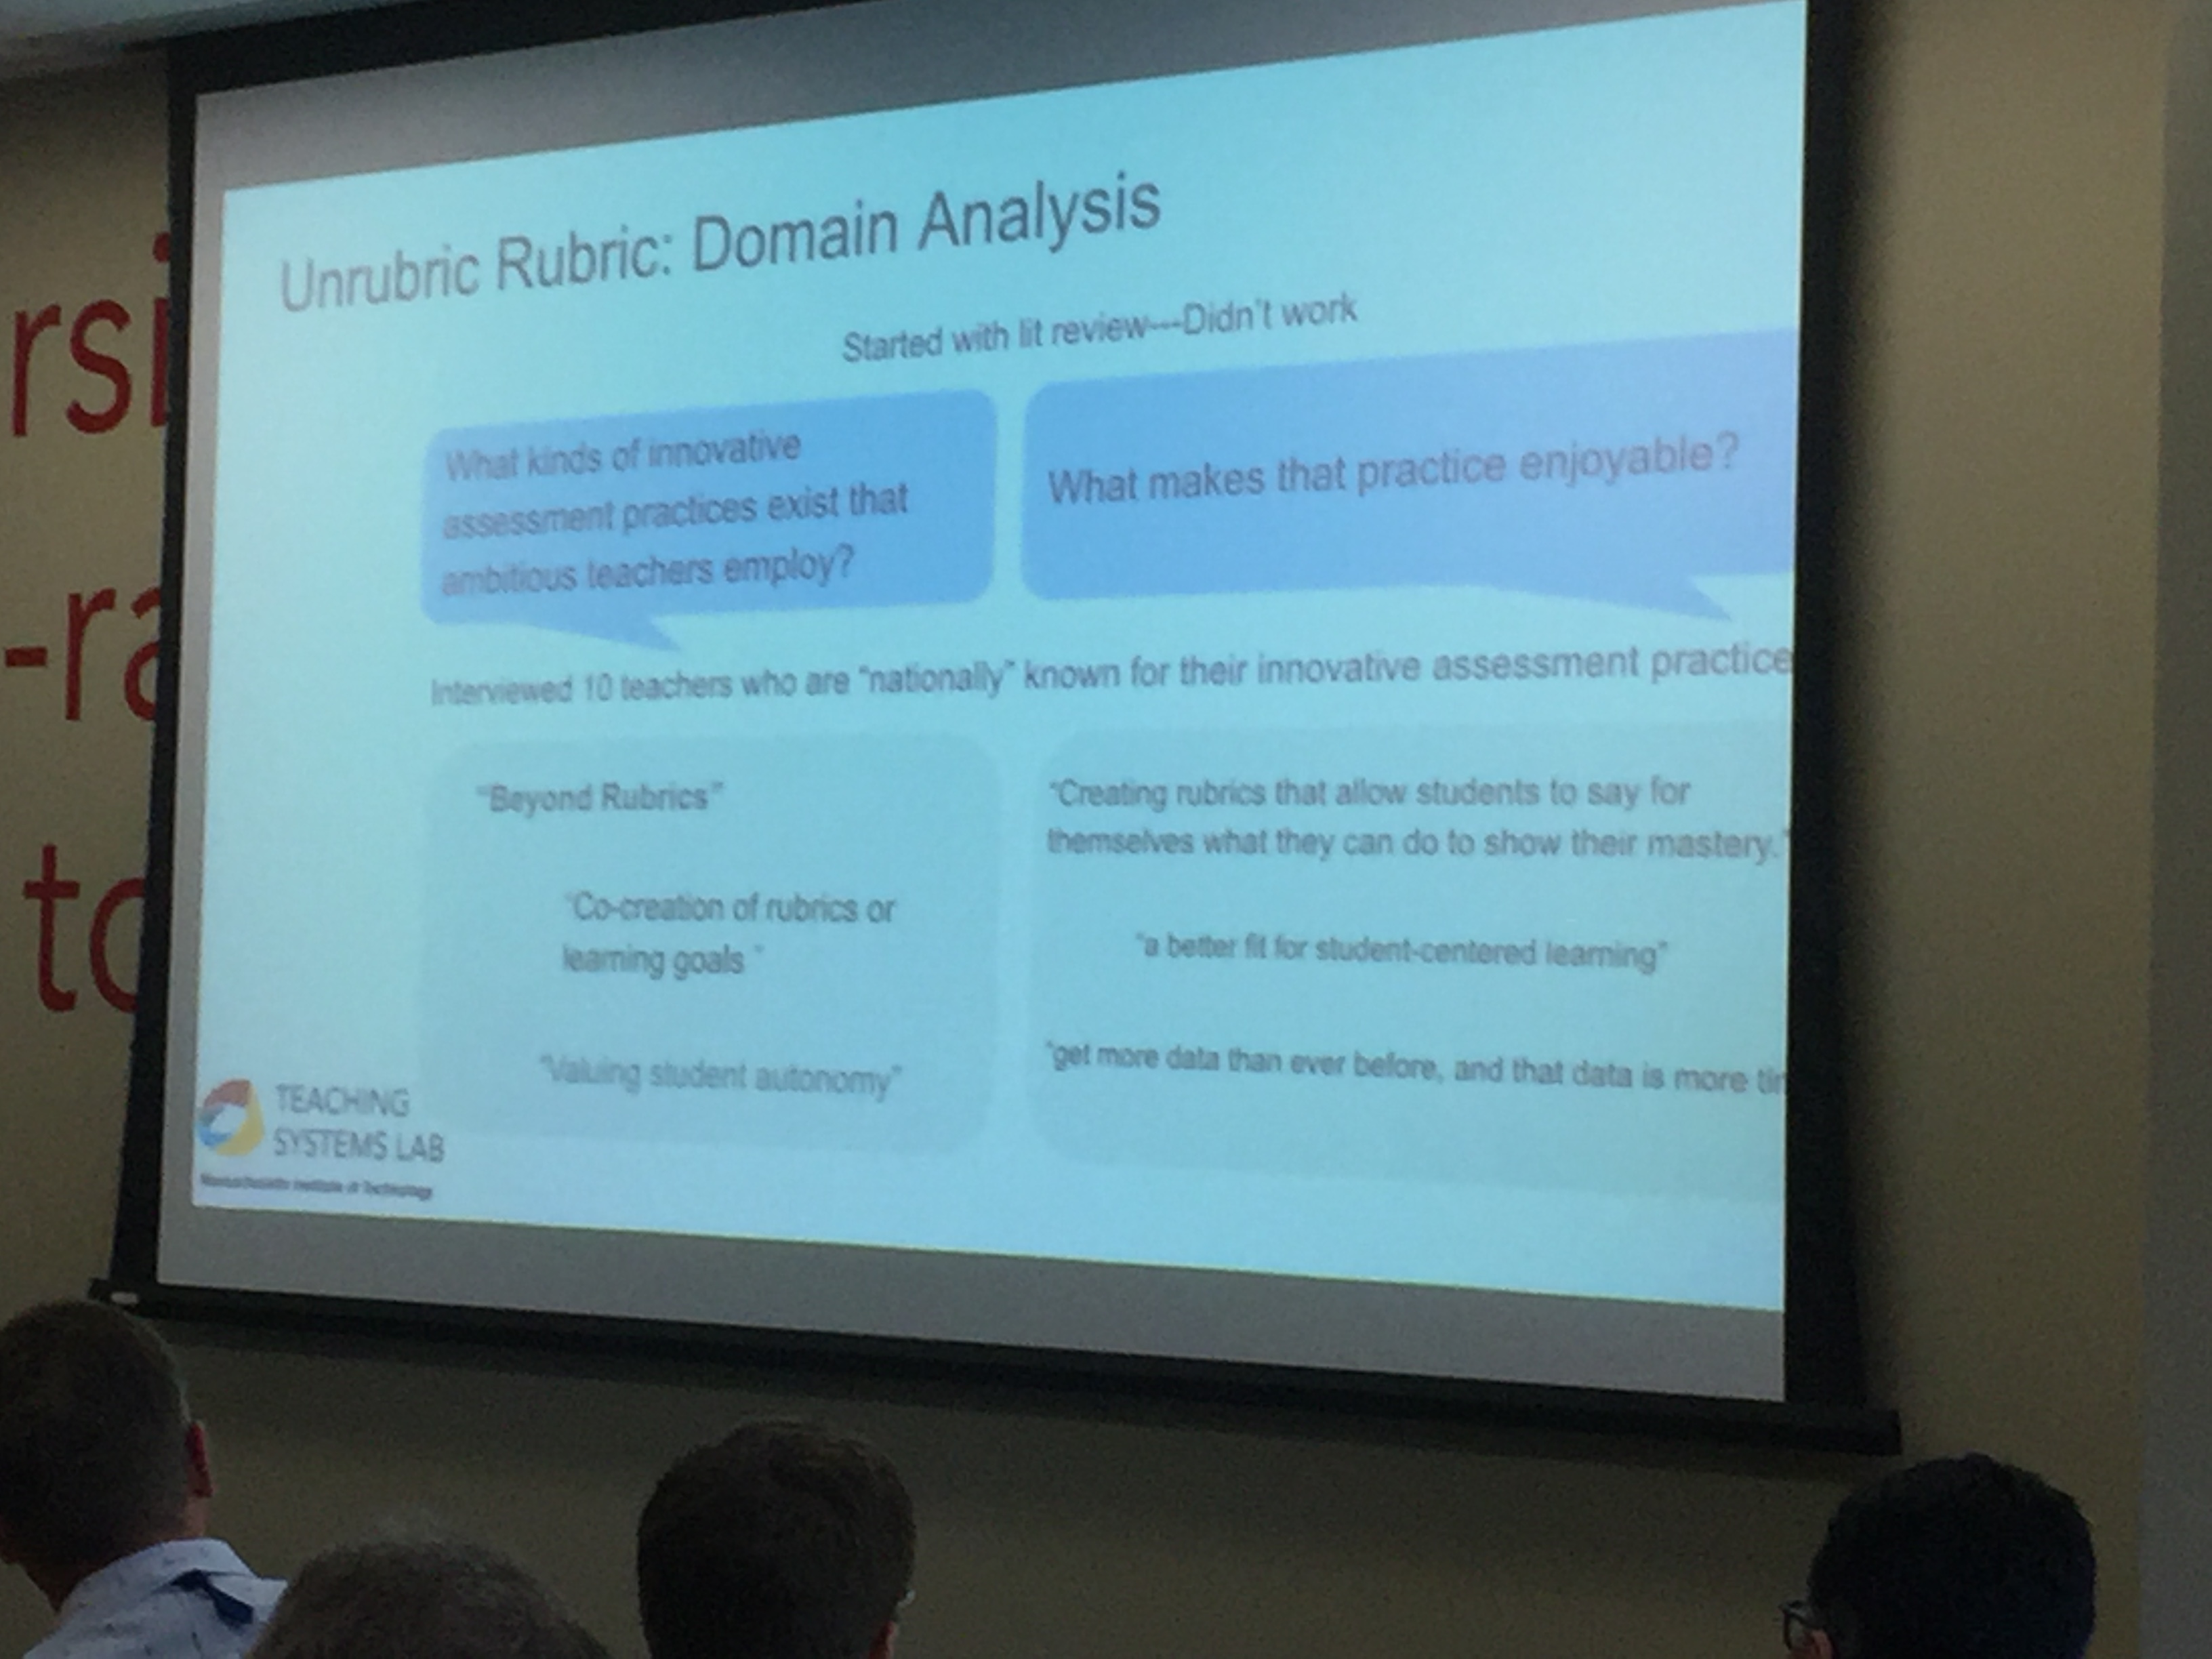 Unrubric Rubric: Domain Analysis
Started with lit review---Didn't work
What kinds of innovative
assessment practices exist that
ambitious teachers employ?
What makes that practice enjoyable?
Interviewed 10 teachers who are "nationally" known for their innovative assessment practice
"Beyond Rubrics"
"Co-creation of rubrics or
learning goals "
"Valuing student autonomy"
"Creating rubrics that allow students to say for
themselves what they can do to show their mastery."
"a better fit for student-centered learning"
"get more data than ever before, and that data is more
TEACHING
SYSTEMS LAB
Massachusetts Institute of Technology
rsi
-ra
to